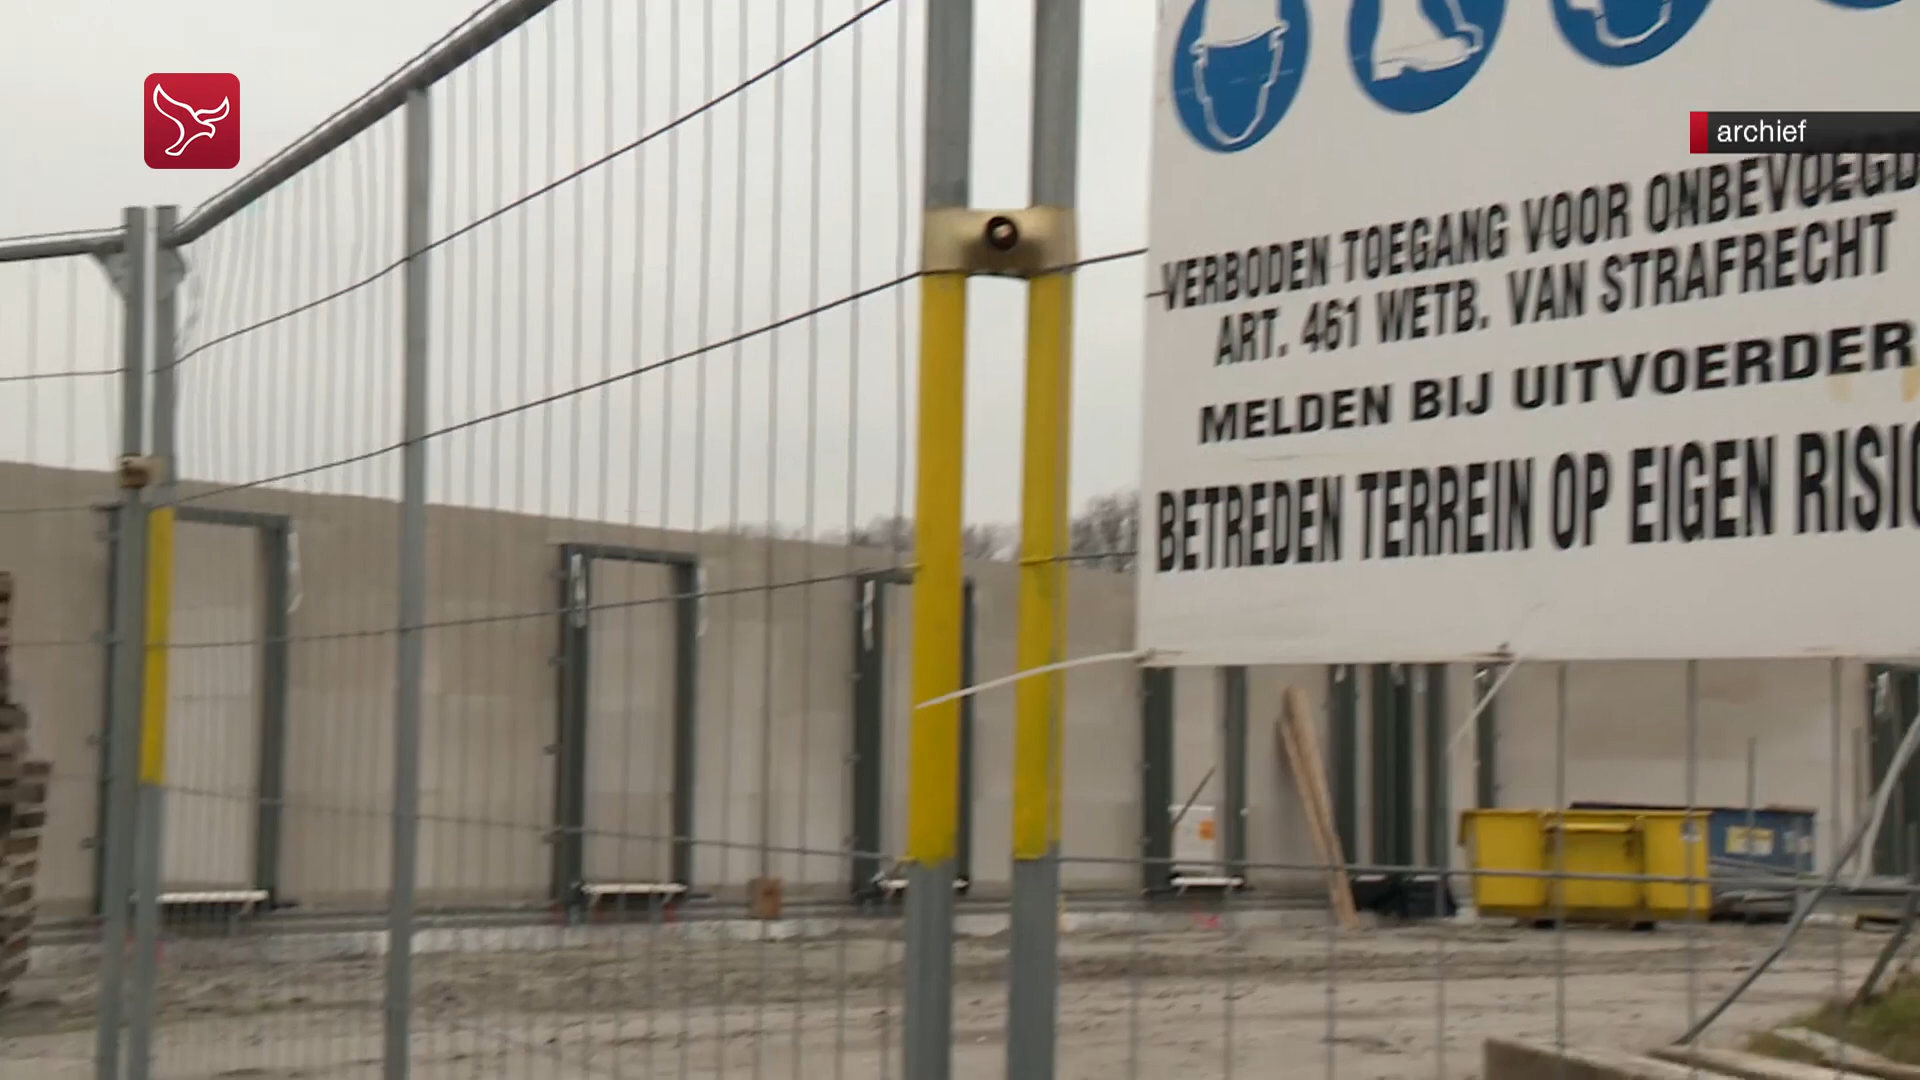 archief
VERBODEN TOEGANG VOOR ONBEVOEGD
ART. 461 WETB. VAN STRAFRECHT
MELDEN BIJ UITVOERDER
BETREDEN TERREIN OP EIGEN RISIC